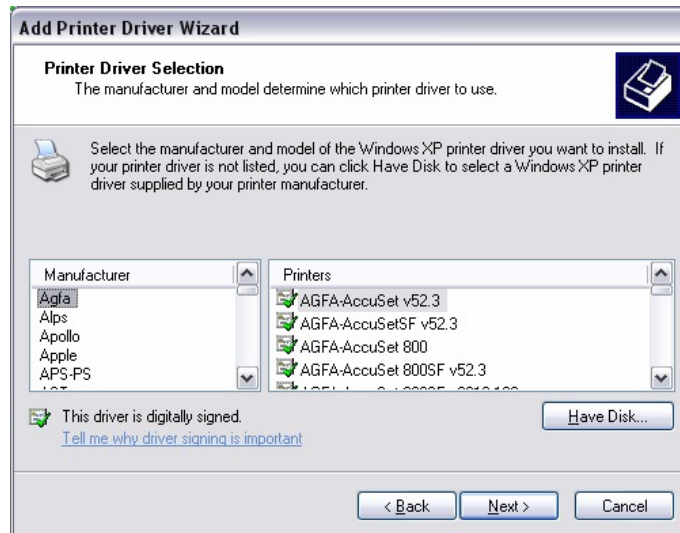 Add Printer Driver Wizard
Printer Driver Selection
The manufacturer and model determine which printer driver to use.
Select the manufacturer and model of the Windows XP printer driver you want to install. If
your printer driver is not listed, you can click Have Disk to select a Windows XP printer
driver supplied by your printer manufacturer.
Manufacturer
Agfa
Alps
Apollo
Apple
APS-PS
Printers
AGFA-AccuSet v52.3
AGFA-AccuSetSF v52.3
AGFA-AccuSet 800
AGFA-AccuSet 800SF v52.3
This driver is digitally signed.
Tell me why driver signing is important
Have Disk...
< Back
Next >
Cancel